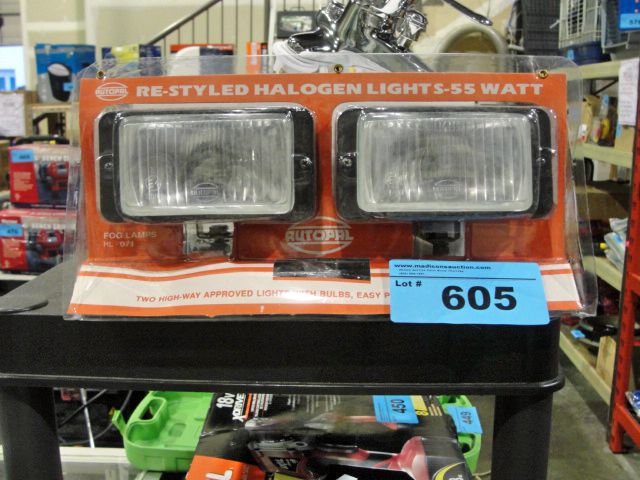 AUTOPAL RE-STYLED HALOGEN LIGHTS-55 WATT
FOG LAMPS
AUTOPAL
TWO HIGH-WAY APPROVED LIGHTS WITH BULBS, EASY
www.madisonsauction.com
Lot #
605
18V
450
449